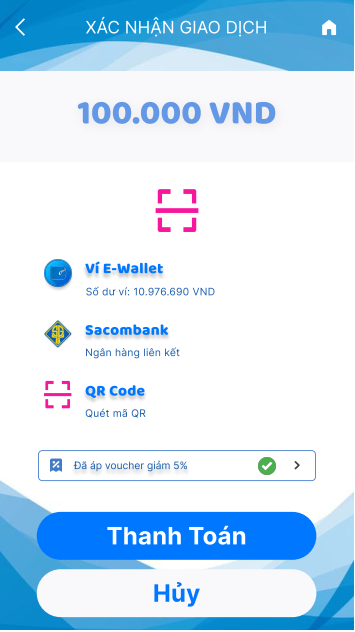 XÁC NHẬN GIAO DỊCH
100.000 VND
Ví E-Wallet
Số dư ví: 10.976.690 VND
Sacombank
Ngân hàng liên kết
QR Code
Quét mã QR
Đã áp voucher giảm 5%
Thanh Toán
Hủy